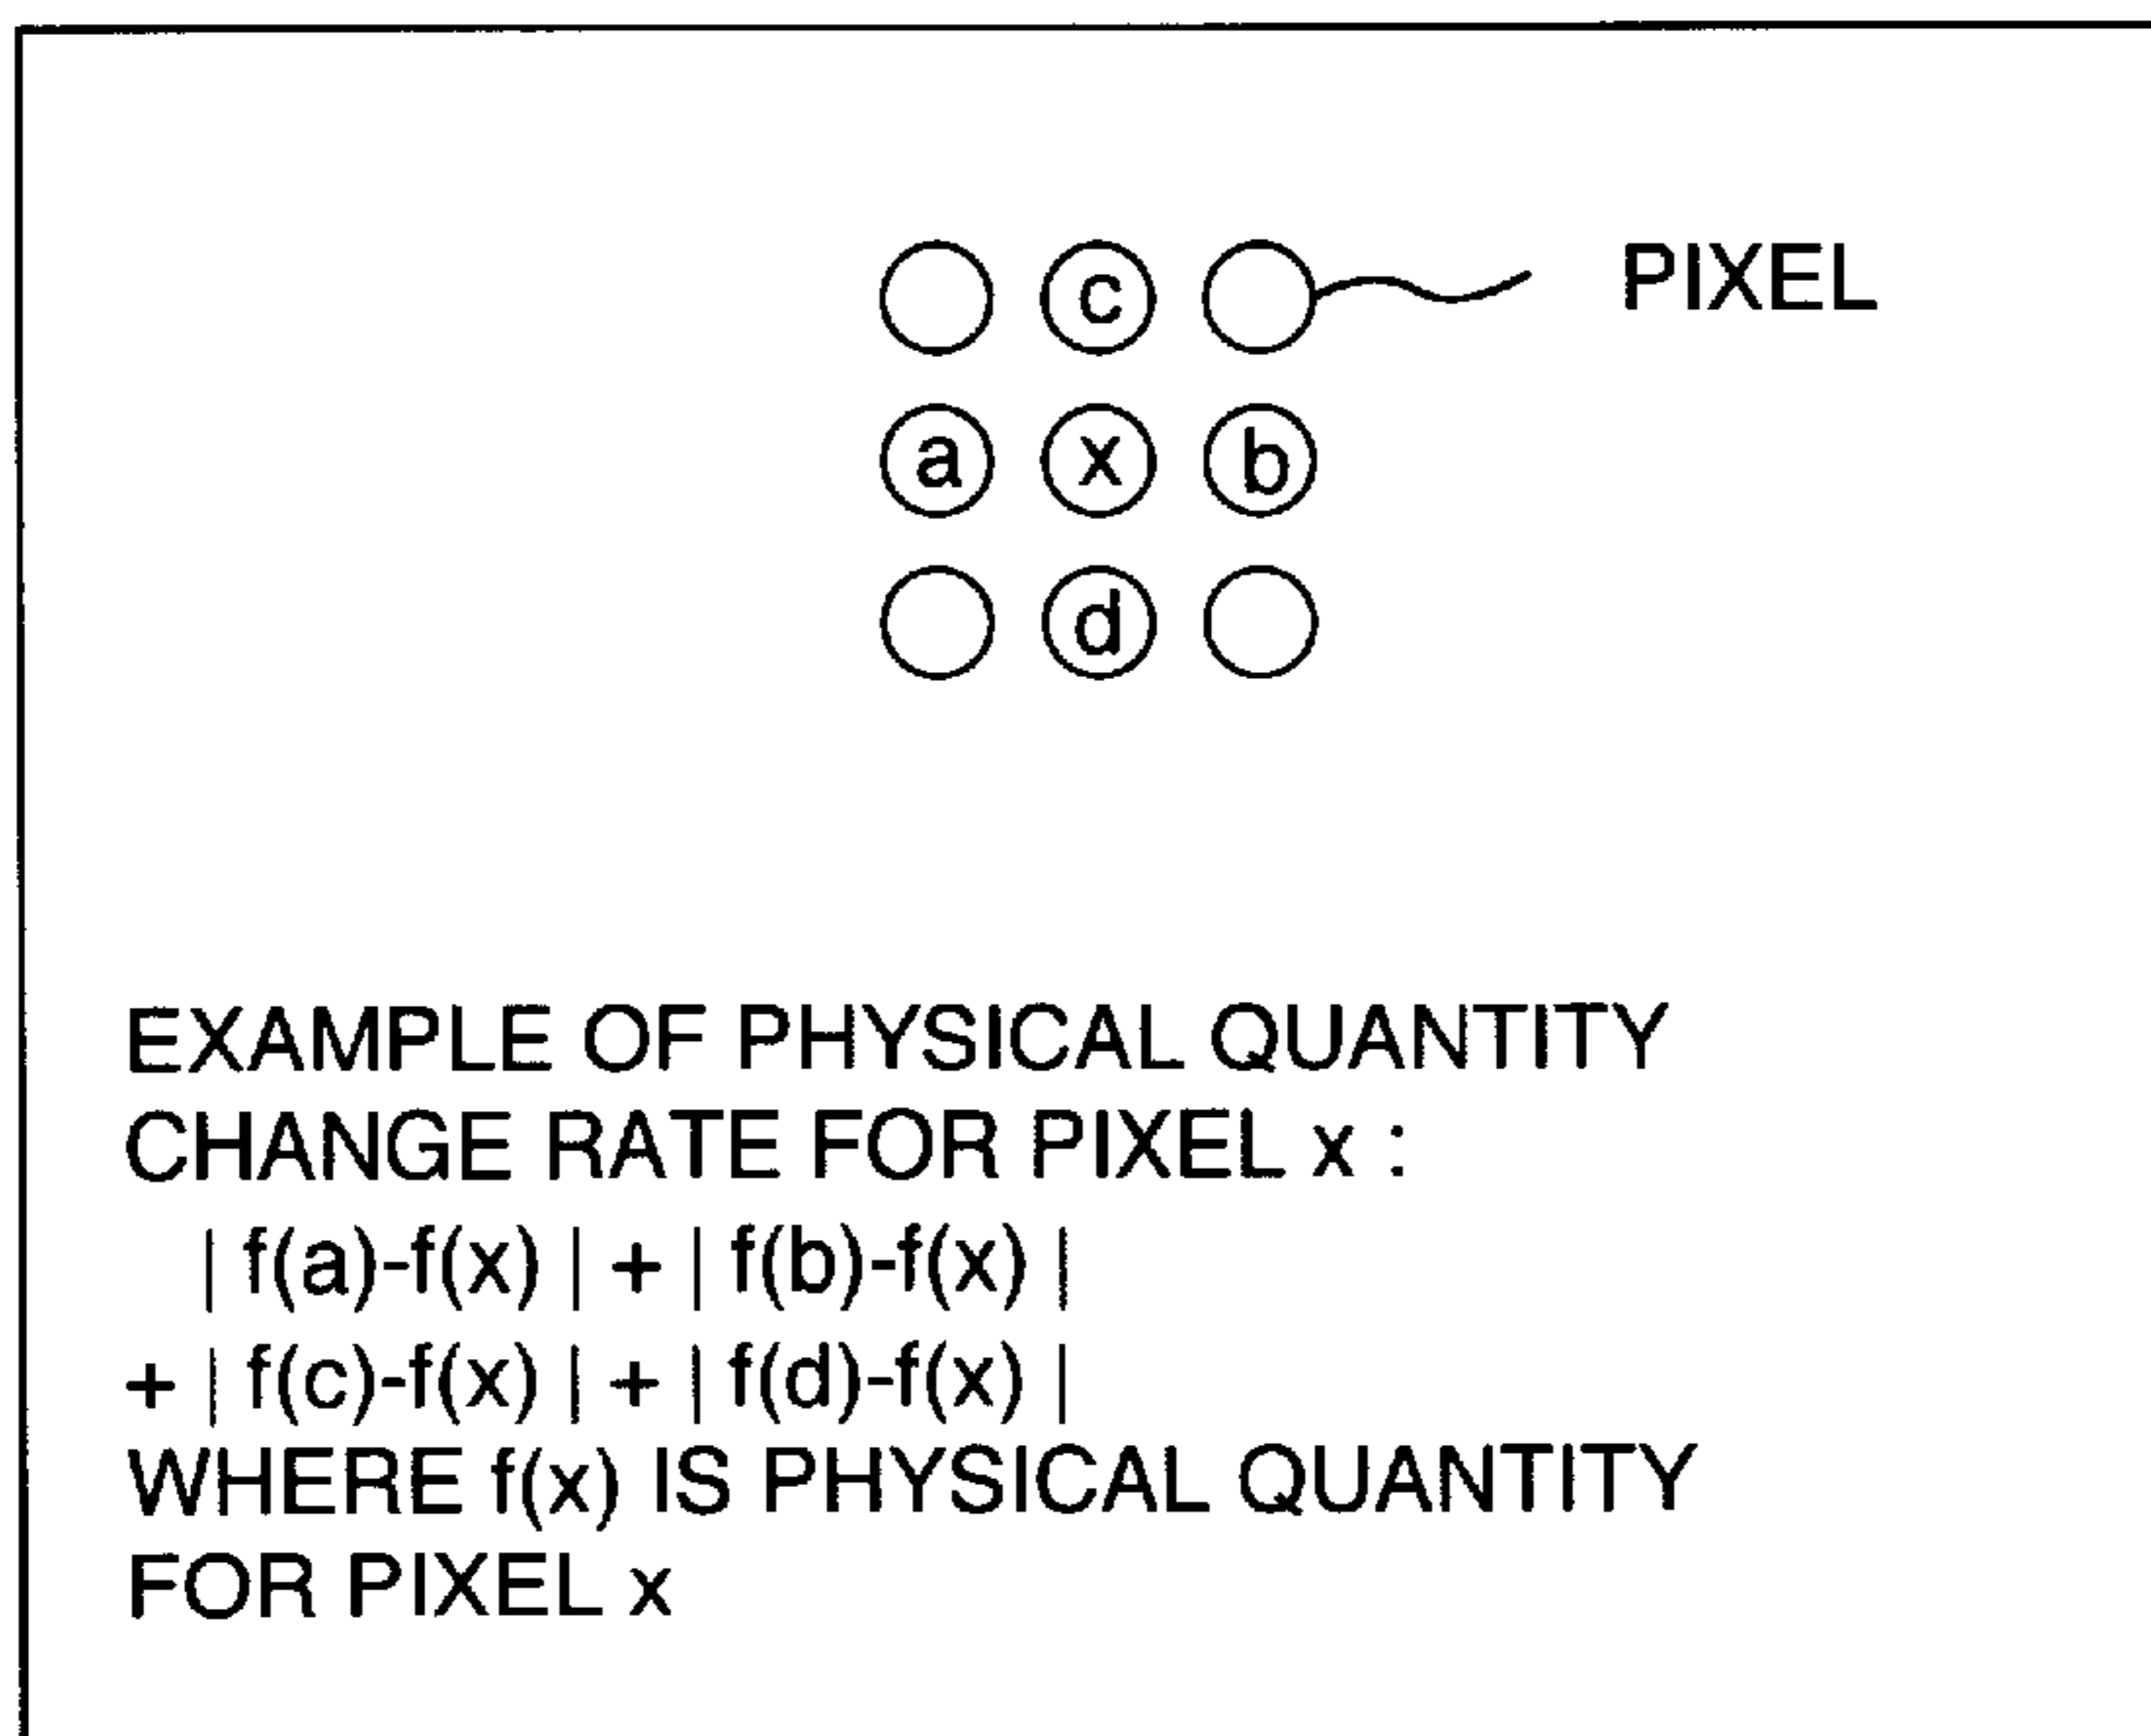 c PIXEL
a x b
d
EXAMPLE OF PHYSICAL QUANTITY
CHANGE RATE FOR PIXEL x :
| f(a)-f(x) | + | f(b)-f(x) |
+ | f(c)-f(x) | + | f(d)-f(x) |
WHERE f(x) IS PHYSICAL QUANTITY
FOR PIXEL x